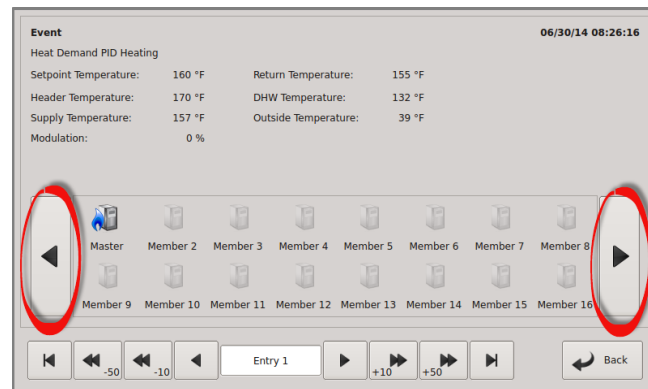 Event 06/30/14 08:26:16
Heat Demand PID Heating
Setpoint Temperature: 160 °F Return Temperature: 155 °F
Header Temperature: 170 °F DHW Temperature: 132 °F
Supply Temperature: 157 °F Outside Temperature: 39 °F
Modulation: 0 %
Master Member 2 Member 3 Member 4 Member 5 Member 6 Member 7 Member 8
Member 9 Member 10 Member 11 Member 12 Member 13 Member 14 Member 15 Member 16
-50 -10 Entry 1 +10 +50 Back